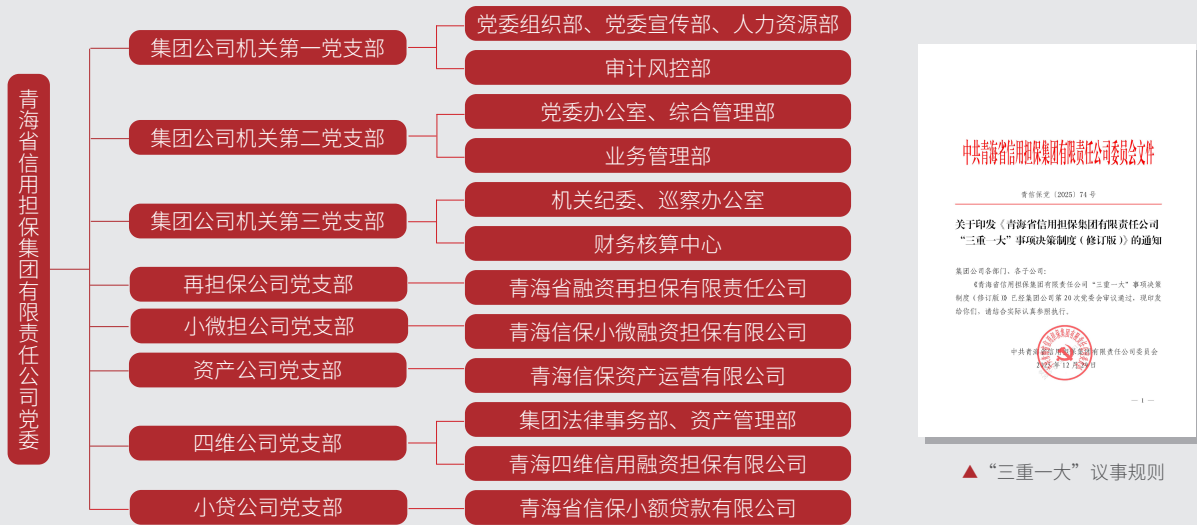 青海省信用担保集团有限责任公司党委
集团公司机关第一党支部
党委组织部、党委宣传部、人力资源部
审计风控部
集团公司机关第二党支部
党委办公室、综合管理部
业务管理部
集团公司机关第三党支部
机关纪委、巡察办公室
财务核算中心
再担保公司党支部
青海省融资再担保有限责任公司
小微担公司党支部
青海信保小微融资担保有限公司
资产公司党支部
青海信保资产运营有限公司
四维公司党支部
集团法律事务部、资产管理部
青海四维信用融资担保有限公司
小贷公司党支部
青海省信保小额贷款有限公司
中共青海省信用担保集团有限责任公司委员会文件
青信保党〔2025〕74 号
关于印发《青海省信用担保集团有限责任公司
“三重一大”事项决策制度（修订版）》的通知
集团公司各部门，各子公司：
《青海省信用担保集团有限责任公司“三重一大”事项决策
制度（修订版）》已经集团公司第 20 次党委会审议通过，现印发
给你们，请结合实际认真参照执行。
中共青海省信用担保集团有限责任公司委员会
年 12 月
— 1 —
▲“三重一大”议事规则